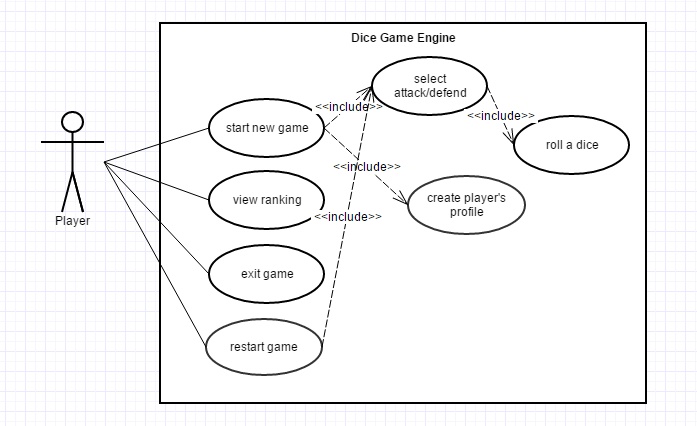 Dice Game Engine
select
attack/defend
<<include>>
<<include>>
start new game
roll a dice
<<include>>
view ranking
create player's
profile
<<include>>
Player
exit game
restart game